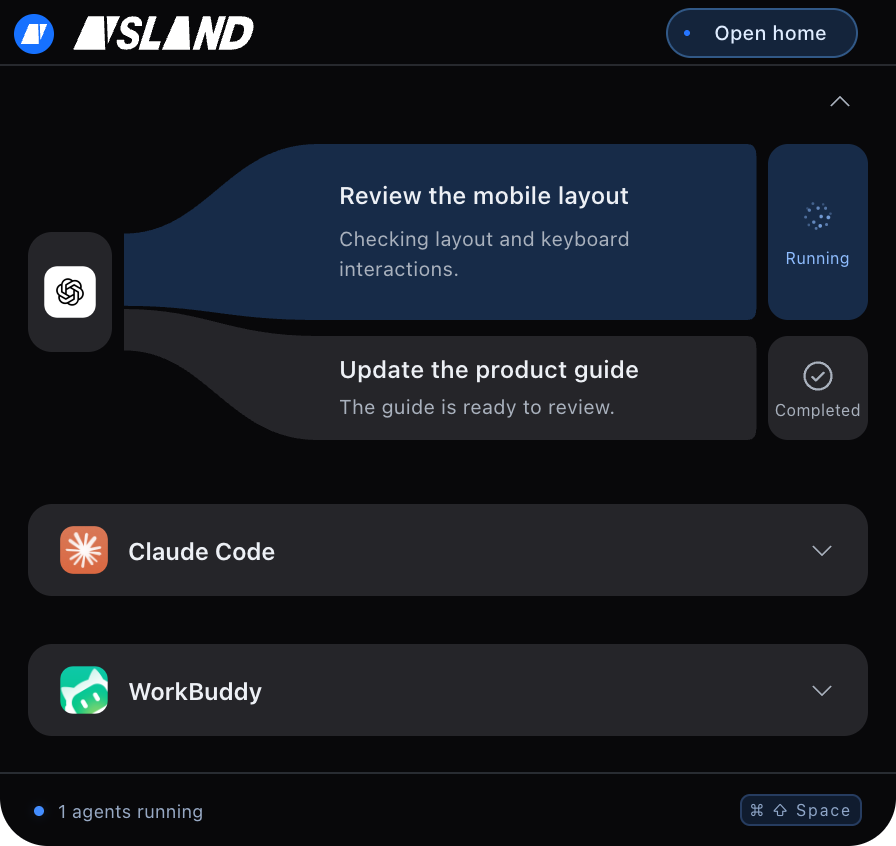 AISLAND
Open home
Review the mobile layout
Checking layout and keyboard
interactions.
Running
Update the product guide
The guide is ready to review.
Completed
Claude Code
WorkBuddy
1 agents running
⌘ ⇧ Space